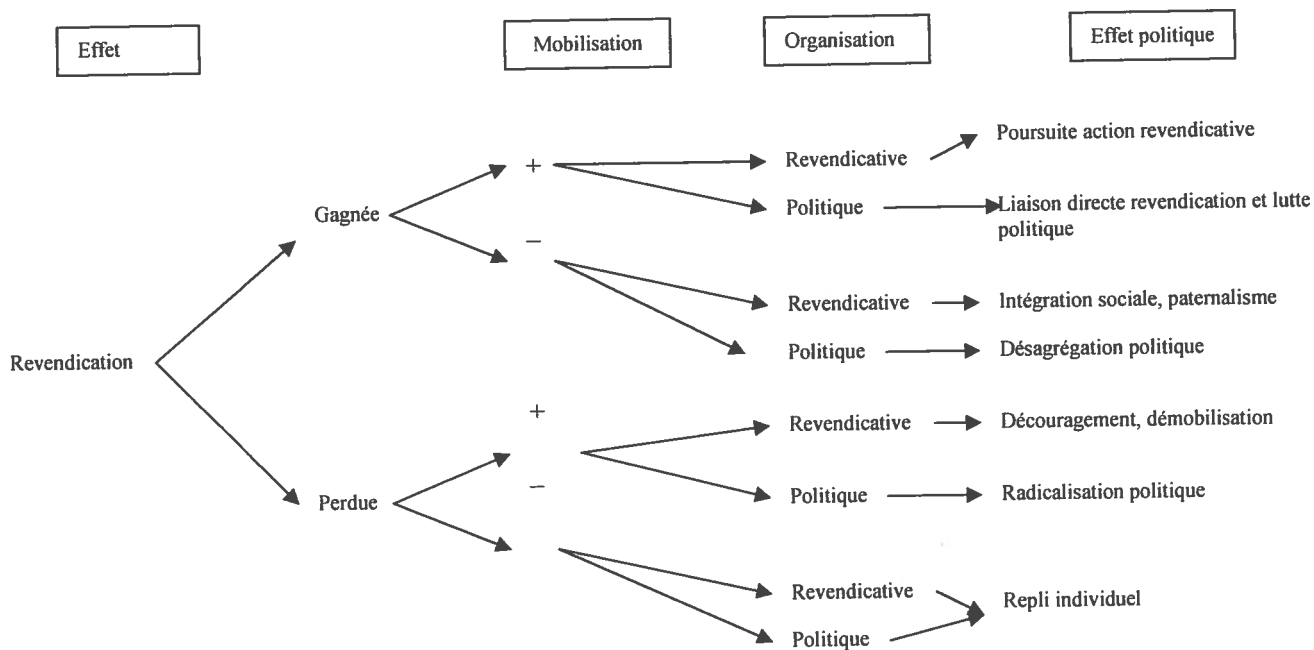 Effet
Mobilisation
Organisation
Effet politique
Poursuite action revendicative
+
Revendicative
Gagnée
Politique
Liaison directe revendication et lutte
politique
−
Revendicative
Intégration sociale, paternalisme
Revendication
Politique
Désagrégation politique
+
Revendicative
Découragement, démobilisation
Perdue
−
Politique
Radicalisation politique
Revendicative
Repli individuel
Politique